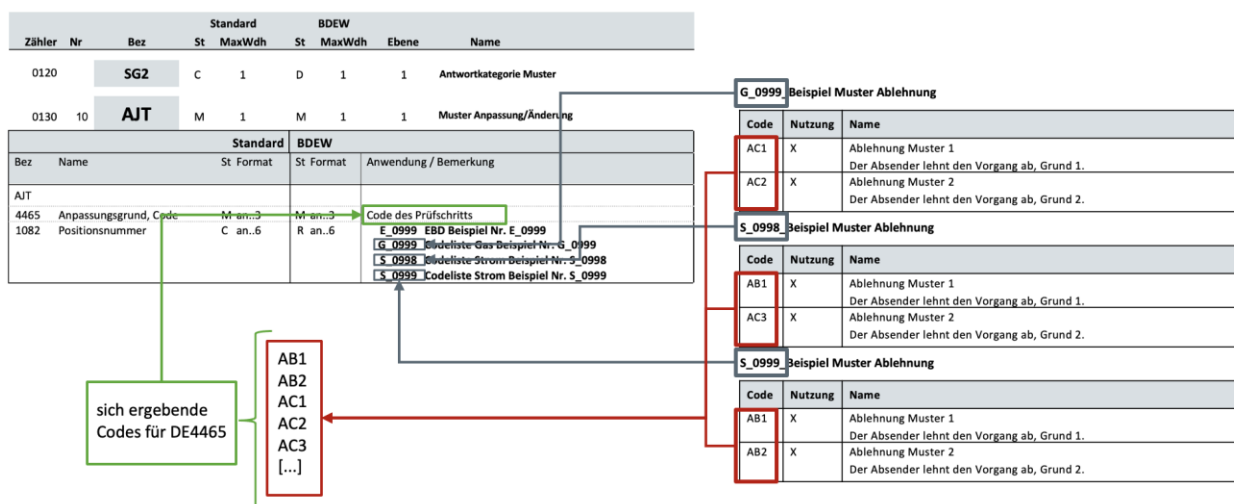 Standard BDEW
Zähler Nr Bez St MaxWdh St MaxWdh Ebene Name
0120 SG2 C 1 D 1 1 Antwortkategorie Muster
0130 10 AJT M 1 M 1 1 Muster Anpassung/Änderung
Standard BDEW
Bez Name St Format St Format Anwendung / Bemerkung
AJT
4465 Anpassungsgrund, Code M an..3 M an..3 Code des Prüfschritts
1082 Positionsnummer C an..6 R an..6 E_0999 EBD Beispiel Nr. E_0999
G_0999 Codeliste Gas Beispiel Nr. G_0999
S_0998 Codeliste Strom Beispiel Nr. S_0998
S_0999 Codeliste Strom Beispiel Nr. S_0999
sich ergebende
Codes für DE4465
AB1
AB2
AC1
AC2
AC3
[...]
G_0999_Beispiel Muster Ablehnung
Code Nutzung Name
AC1 X Ablehnung Muster 1
Der Absender lehnt den Vorgang ab, Grund 1.
AC2 X Ablehnung Muster 2
Der Absender lehnt den Vorgang ab, Grund 2.
S_0998_Beispiel Muster Ablehnung
Code Nutzung Name
AB1 X Ablehnung Muster 1
Der Absender lehnt den Vorgang ab, Grund 1.
AC3 X Ablehnung Muster 2
Der Absender lehnt den Vorgang ab, Grund 2.
S_0999_Beispiel Muster Ablehnung
Code Nutzung Name
AB1 X Ablehnung Muster 1
Der Absender lehnt den Vorgang ab, Grund 1.
AB2 X Ablehnung Muster 2
Der Absender lehnt den Vorgang ab, Grund 2.